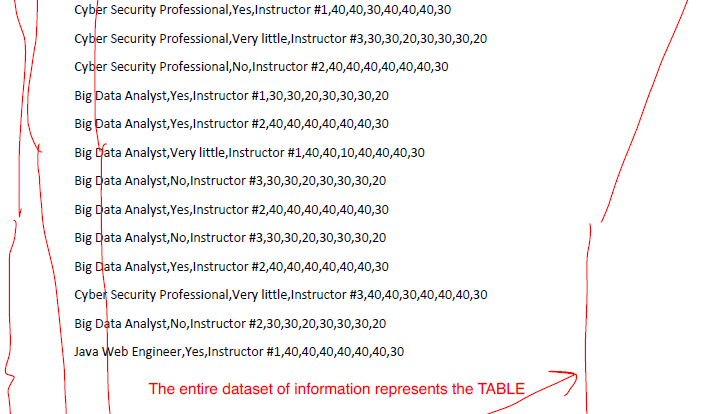 Cyber Security Professional,Yes,Instructor #1,40,40,30,40,40,40,30
Cyber Security Professional,Very little,Instructor #3,30,30,20,30,30,30,20
Cyber Security Professional,No,Instructor #2,40,40,40,40,40,40,30
Big Data Analyst,Yes,Instructor #1,30,30,20,30,30,30,20
Big Data Analyst,Yes,Instructor #2,40,40,40,40,40,40,30
Big Data Analyst,Very little,Instructor #1,40,40,10,40,40,40,30
Big Data Analyst,No,Instructor #3,30,30,20,30,30,30,20
Big Data Analyst,Yes,Instructor #2,40,40,40,40,40,40,30
Big Data Analyst,No,Instructor #3,30,30,20,30,30,30,20
Big Data Analyst,Yes,Instructor #2,40,40,40,40,40,40,30
Cyber Security Professional,Very little,Instructor #3,40,40,30,40,40,40,30
Big Data Analyst,No,Instructor #2,30,30,20,30,30,30,20
Java Web Engineer,Yes,Instructor #1,40,40,40,40,40,40,30
The entire dataset of information represents the TABLE